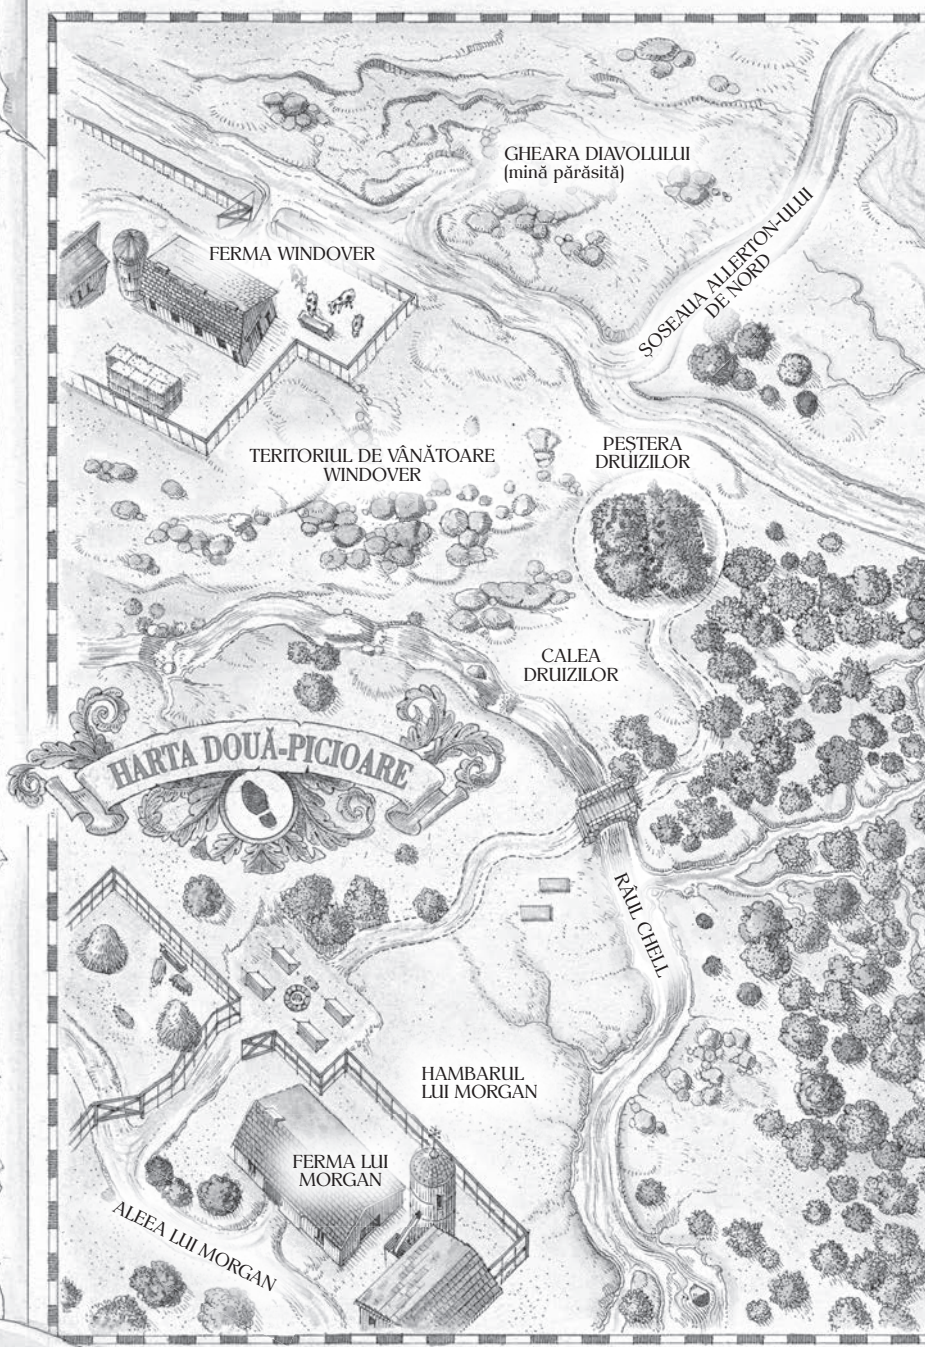 GHEARA DIAVOLULUI
(mină părăsită)
ȘOSEAUA ALLERTON-ULUI
DE NORD
FERMA WINDOVER
TERITORIUL DE VÂNĂTOARE
WINDOVER
PEȘTERA
DRUIZILOR
CALEA
DRUIZILOR
HARTA DOUĂ-PICIOARE
RÂUL CHELL
HAMBARUL
LUI MORGAN
FERMA LUI
MORGAN
ALEEA LUI MORGAN